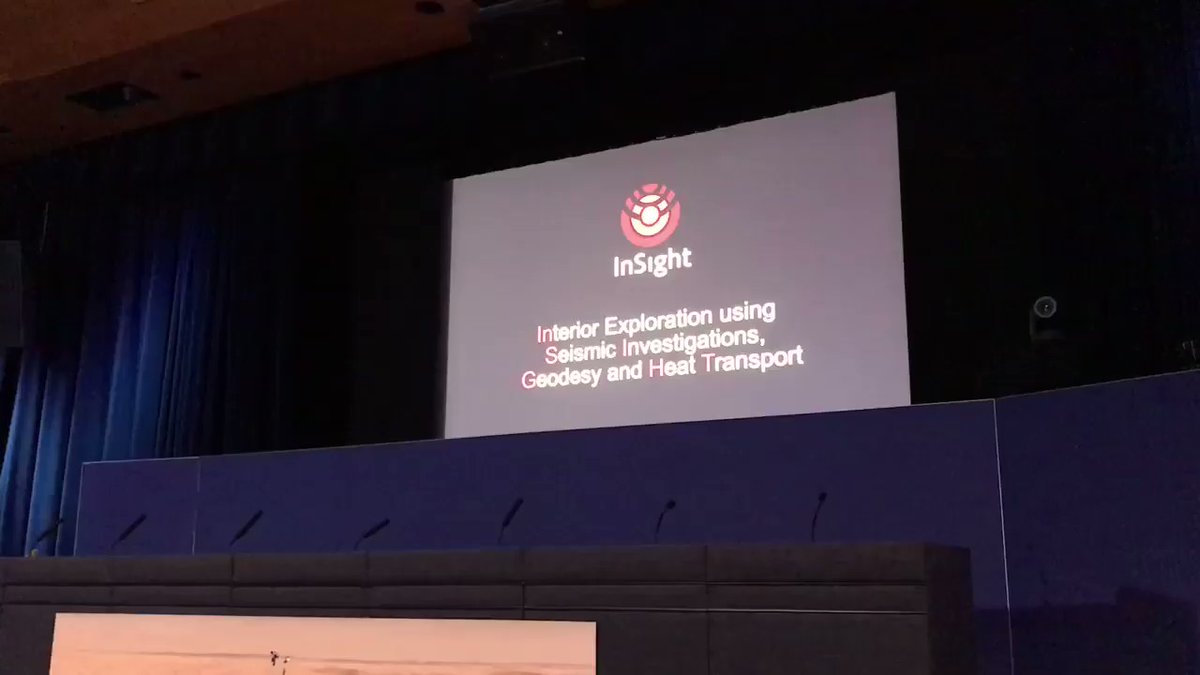 InSight
Interior Exploration using
Seismic Investigations,
Geodesy and Heat Transport